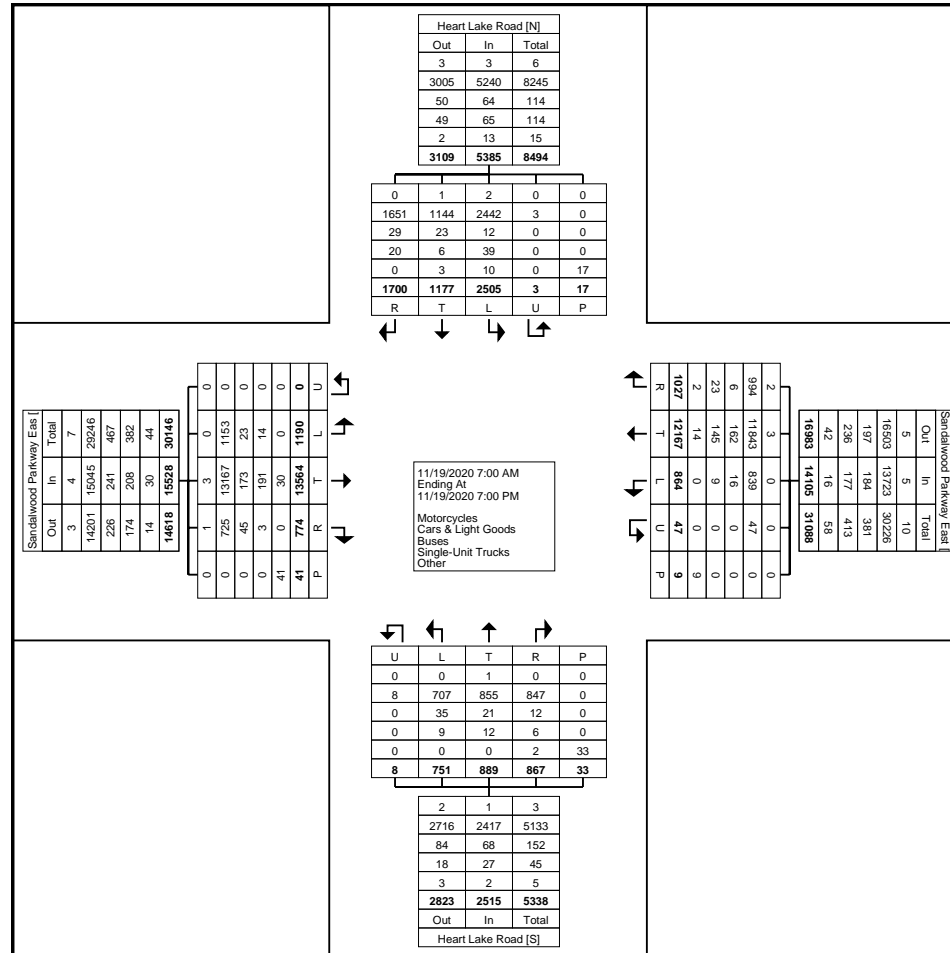 Heart Lake Road [N]
Out In Total
3 3 6
3005 5240 8245
50 64 114
49 65 114
2 13 15
3109 5385 8494
0 1 2 0 0
1651 1144 2442 3 0
29 23 12 0 0
20 6 39 0 0
0 3 10 0 17
1700 1177 2505 3 17
R T L U P
Sandalwood Parkway Eas [
Out In Total
3 4 7
14201 15045 29246
226 241 467
174 208 382
14 30 44
14618 15528 30146
0 1 3 0 0
0 725 13167 1153 0
0 45 173 23 0
0 3 191 14 0
41 0 30 0 0
41 774 13564 1190 0
P R T L U
11/19/2020 7:00 AM
Ending At
11/19/2020 7:00 PM
Motorcycles
Cars & Light Goods
Buses
Single-Unit Trucks
Other
Sandalwood Parkway East [
Out In Total
5 5 10
16503 13723 30226
197 184 381
236 177 413
42 16 58
16983 14105 31088
2 3 0 0 0
994 11843 839 47 0
6 162 16 0 0
23 145 9 0 0
2 14 0 0 9
1027 12167 864 47 9
R T L U P
U L T R P
0 0 1 0 0
8 707 855 847 0
0 35 21 12 0
0 9 12 6 0
0 0 0 2 33
8 751 889 867 33
2 1 3
2716 2417 5133
84 68 152
18 27 45
3 2 5
2823 2515 5338
Out In Total
Heart Lake Road [S]